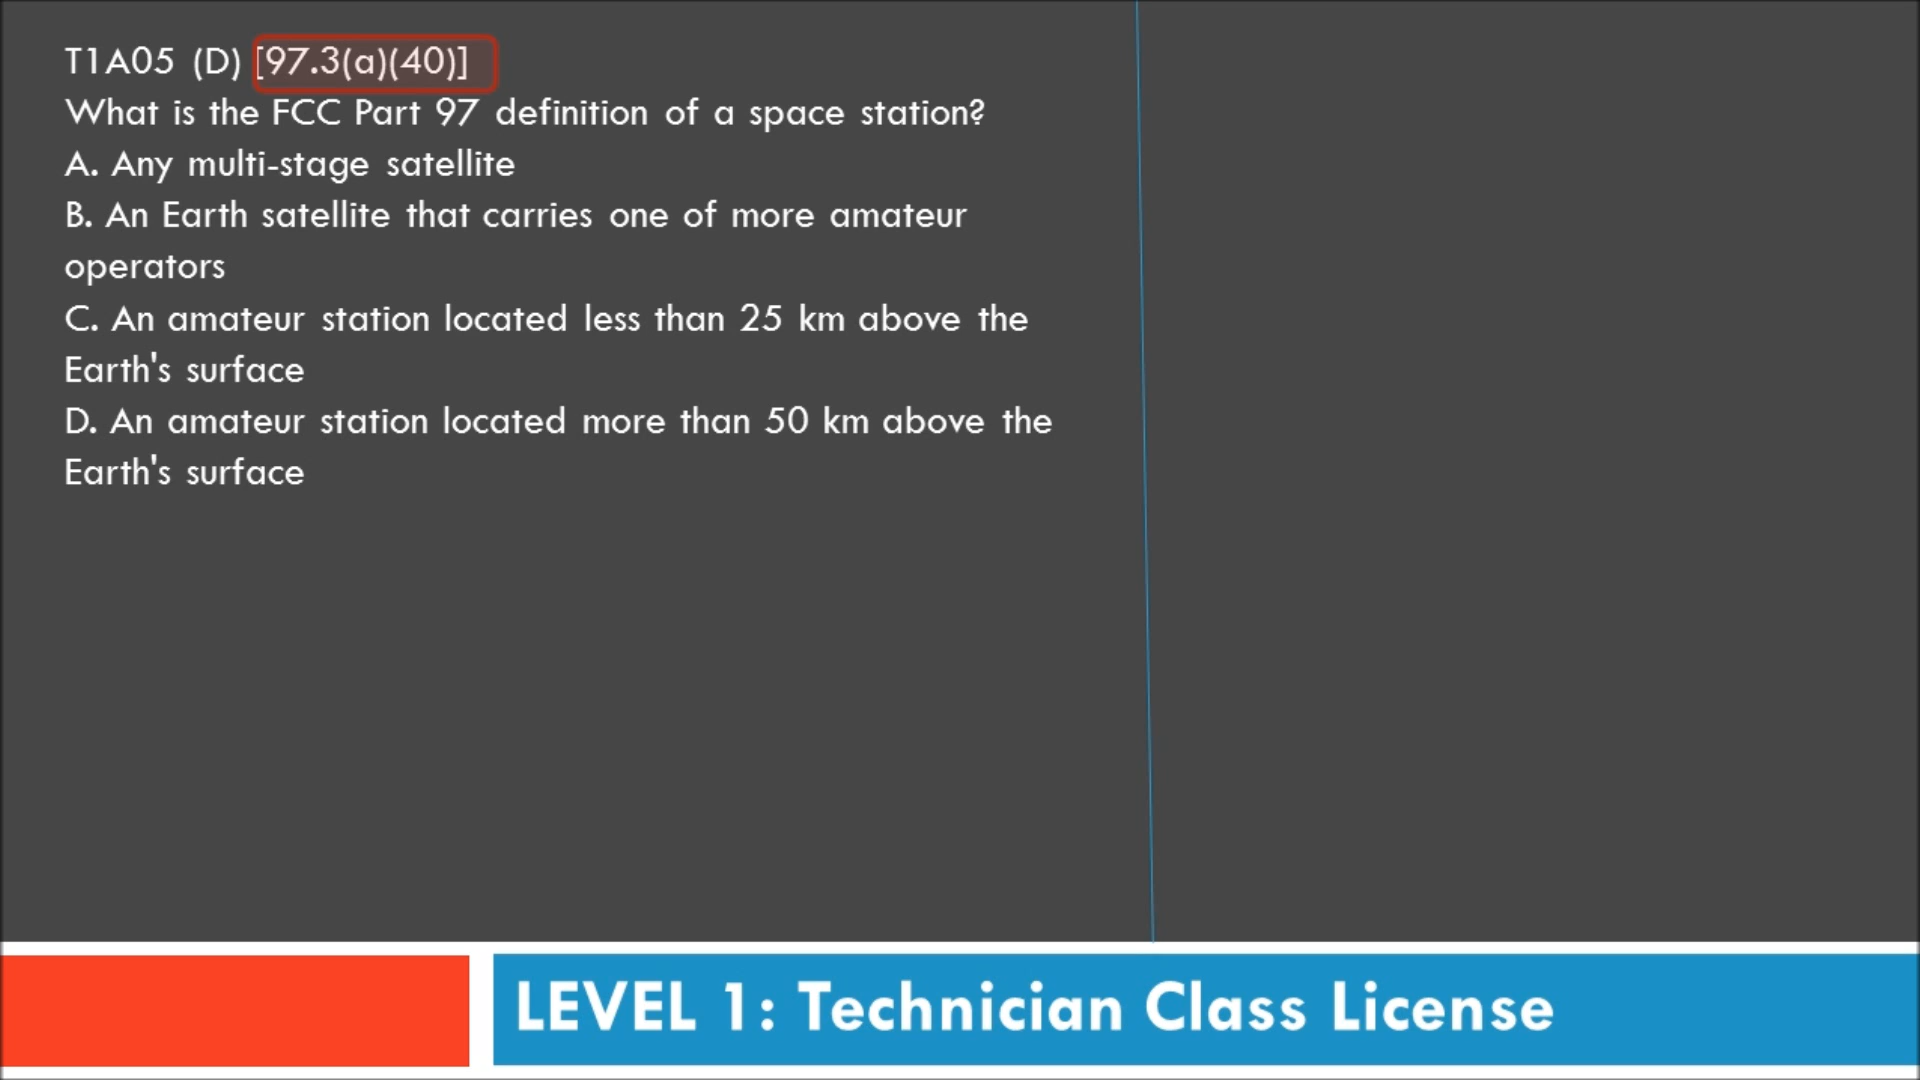 T1A05 (D) [97.3(a)(40)]
What is the FCC Part 97 definition of a space station?
A. Any multi-stage satellite
B. An Earth satellite that carries one of more amateur
operators
C. An amateur station located less than 25 km above the
Earth's surface
D. An amateur station located more than 50 km above the
Earth's surface
LEVEL 1: Technician Class License